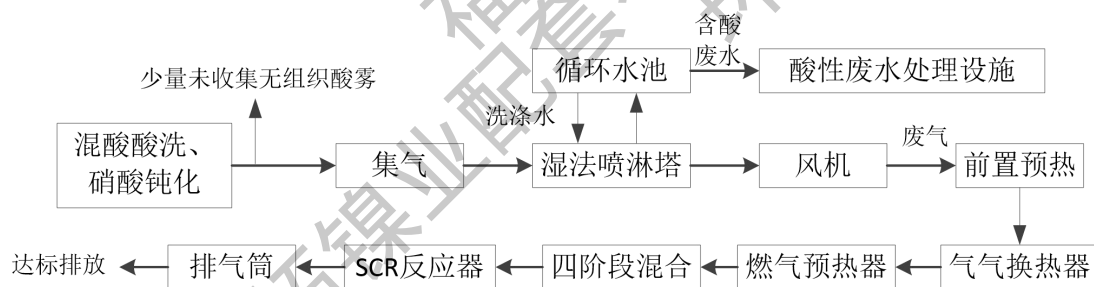 含酸
废水
循环水池
酸性废水处理设施
少量未收集无组织酸雾
洗涤水
混酸酸洗、
硝酸钝化
集气
湿法喷淋塔
风机
废气
前置预热
达标排放
排气筒
SCR反应器
四阶段混合
燃气预热器
气气换热器
镍业配套